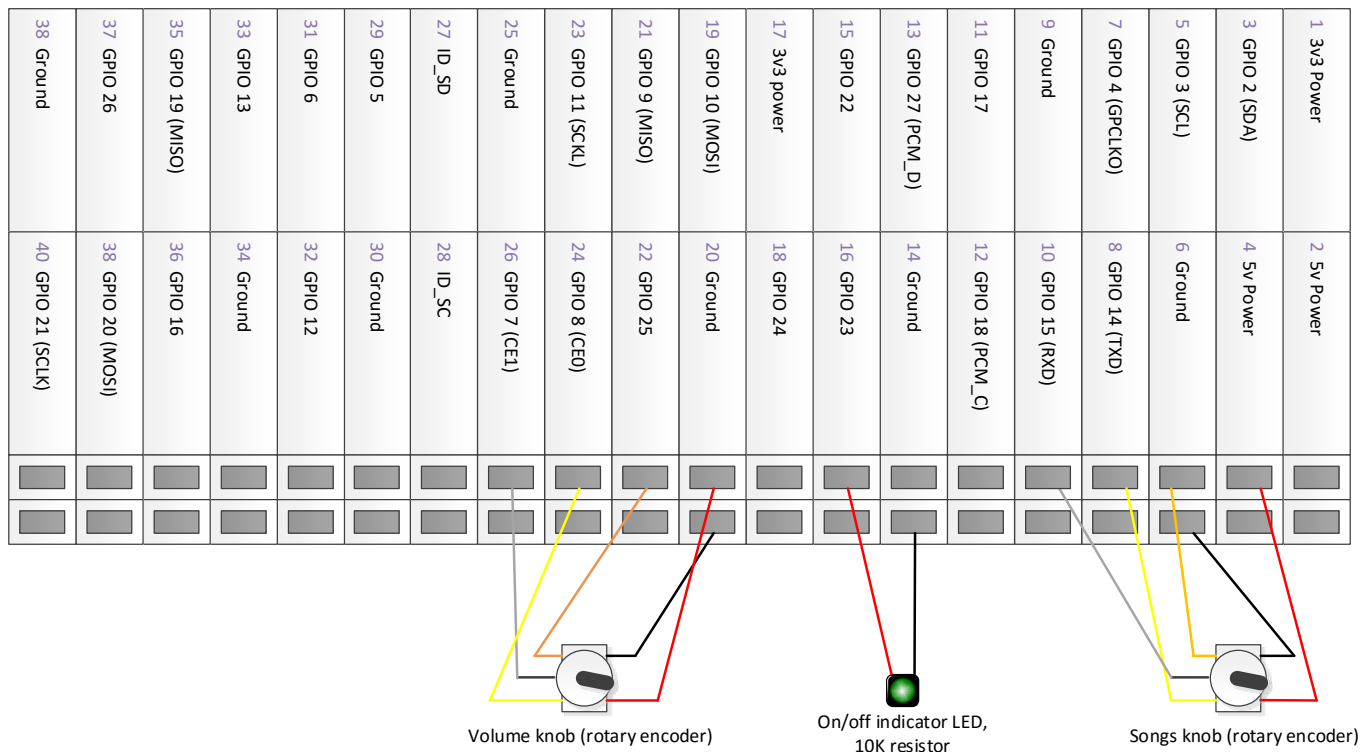 38 Ground
37 GPIO 26
35 GPIO 19 (MISO)
33 GPIO 13
31 GPIO 6
29 GPIO 5
27 ID_SD
25 Ground
23 GPIO 11 (SCKL)
21 GPIO 9 (MISO)
19 GPIO 10 (MOSI)
17 3v3 power
15 GPIO 22
13 GPIO 27 (PCM_D)
11 GPIO 17
9 Ground
7 GPIO 4 (GPCLKO)
5 GPIO 3 (SCL)
3 GPIO 2 (SDA)
1 3v3 Power
40 GPIO 21 (SCLK)
38 GPIO 20 (MOSI)
36 GPIO 16
34 Ground
32 GPIO 12
30 Ground
28 ID_SC
26 GPIO 7 (CE1)
24 GPIO 8 (CE0)
22 GPIO 25
20 Ground
18 GPIO 24
16 GPIO 23
14 Ground
12 GPIO 18 (PCM_C)
10 GPIO 15 (RXD)
8 GPIO 14 (TXD)
6 Ground
4 5v Power
2 5v Power
Volume knob (rotary encoder)
On/off indicator LED,
10K resistor
Songs knob (rotary encoder)